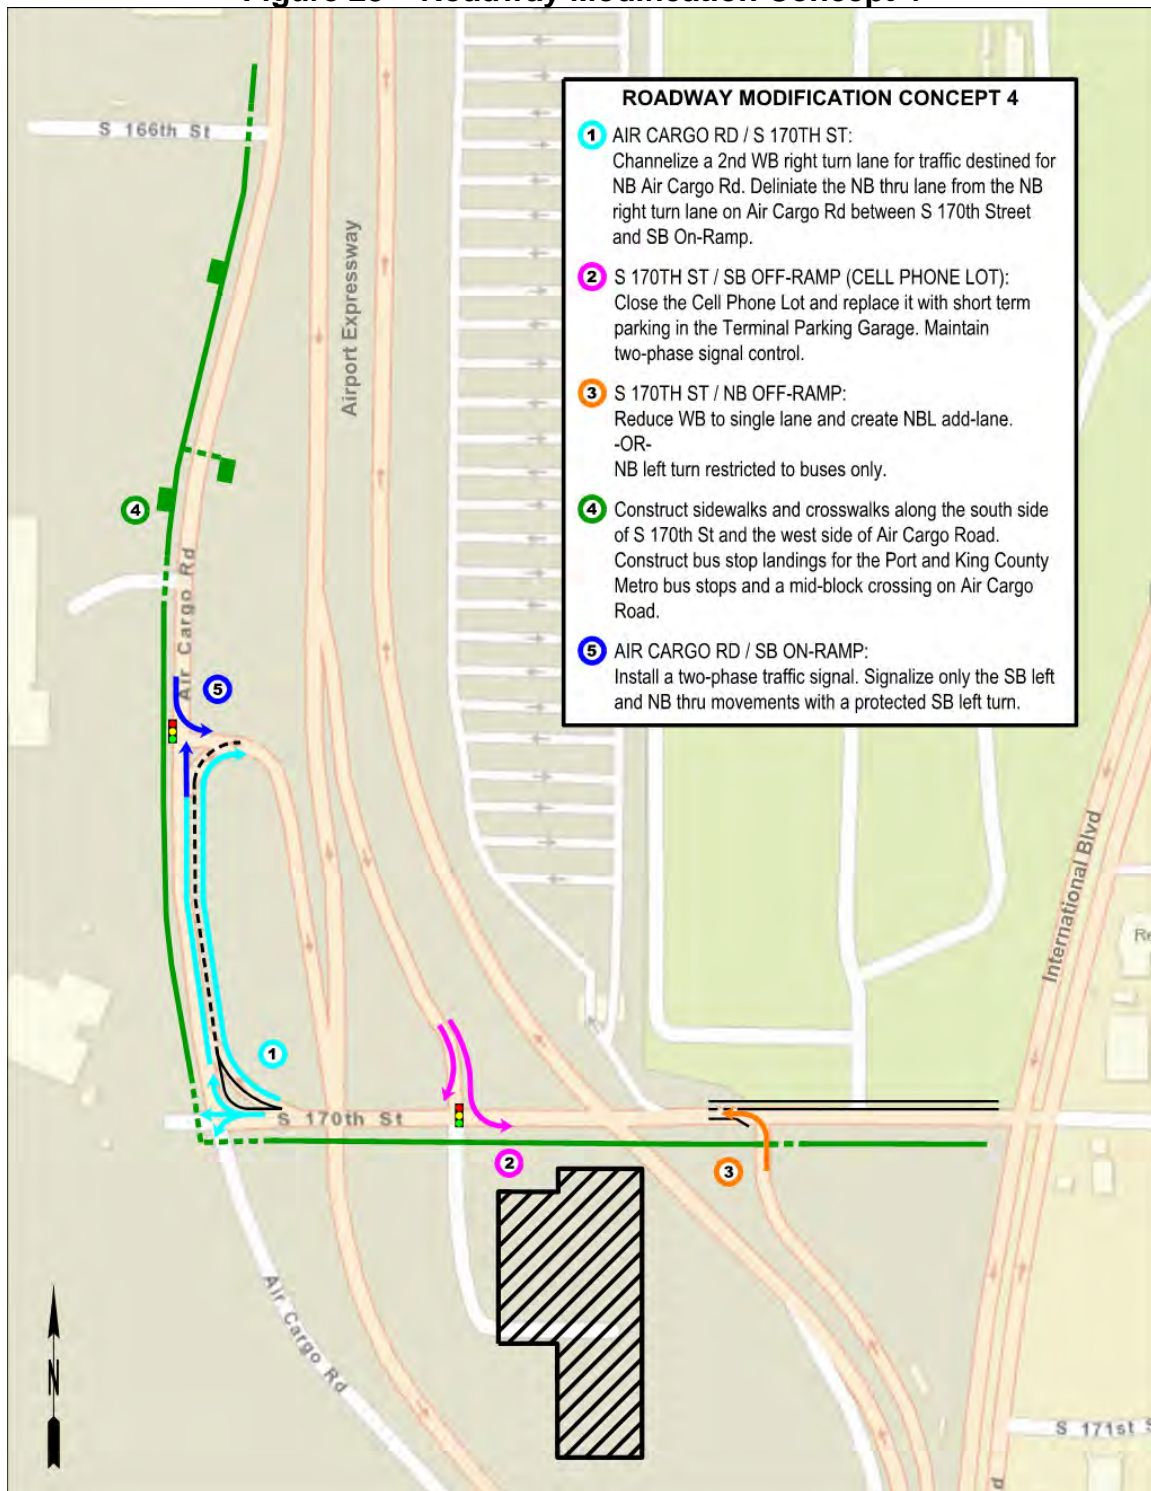 ROADWAY MODIFICATION CONCEPT 4
1 AIR CARGO RD / S 170TH ST:
Channelize a 2nd WB right turn lane for traffic destined for
NB Air Cargo Rd. Deliniate the NB thru lane from the NB
right turn lane on Air Cargo Rd between S 170th Street
and SB On-Ramp.
2 S 170TH ST / SB OFF-RAMP (CELL PHONE LOT):
Close the Cell Phone Lot and replace it with short term
parking in the Terminal Parking Garage. Maintain
two-phase signal control.
3 S 170TH ST / NB OFF-RAMP:
Reduce WB to single lane and create NBL add-lane.
-OR-
NB left turn restricted to buses only.
4 Construct sidewalks and crosswalks along the south side
of S 170th St and the west side of Air Cargo Road.
Construct bus stop landings for the Port and King County
Metro bus stops and a mid-block crossing on Air Cargo
Road.
5 AIR CARGO RD / SB ON-RAMP:
Install a two-phase traffic signal. Signalize only the SB left
and NB thru movements with a protected SB left turn.
S 166th St
Airport Expressway
4
Air Cargo Rd
5
International Blvd
Re
1
S 170th St
2
3
Air Cargo Rd
N
S 171st S